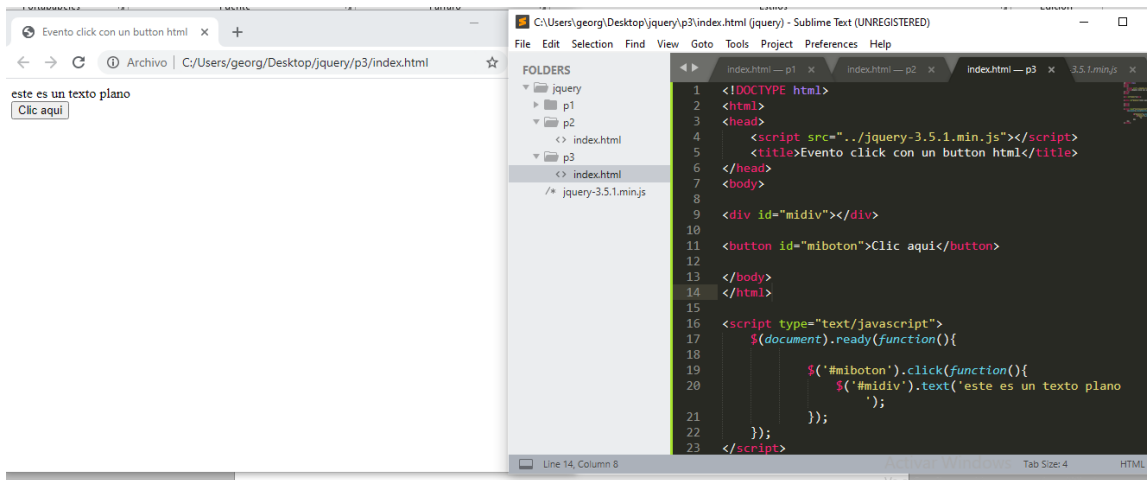 Evento click con un button html
Archivo C:/Users/georg/Desktop/jquery/p3/index.html
este es un texto plano
Clic aqui
C:\Users\georg\Desktop\jquery\p3\index.html (jquery) - Sublime Text (UNREGISTERED)
File Edit Selection Find View Goto Tools Project Preferences Help
FOLDERS
jquery
p1
p2
<> index.html
p3
<> index.html
/* jquery-3.5.1.min.js
index.html — p1 index.html — p2 index.html — p3 3.5.1.min.js
1 <!DOCTYPE html>
2 <html>
3 <head>
4 <script src="../jquery-3.5.1.min.js"></script>
5 <title>Evento click con un button html</title>
6 </head>
7 <body>
8
9 <div id="midiv"></div>
10
11 <button id="miboton">Clic aqui</button>
12
13 </body>
14 </html>
15
16 <script type="text/javascript">
17 $(document).ready(function(){
18
19 $('#miboton').click(function(){
20 $('#midiv').text('este es un texto plano
');
21 });
22 });
23 </script>
Line 14, Column 8 Activar Windows Tab Size: 4 HTML